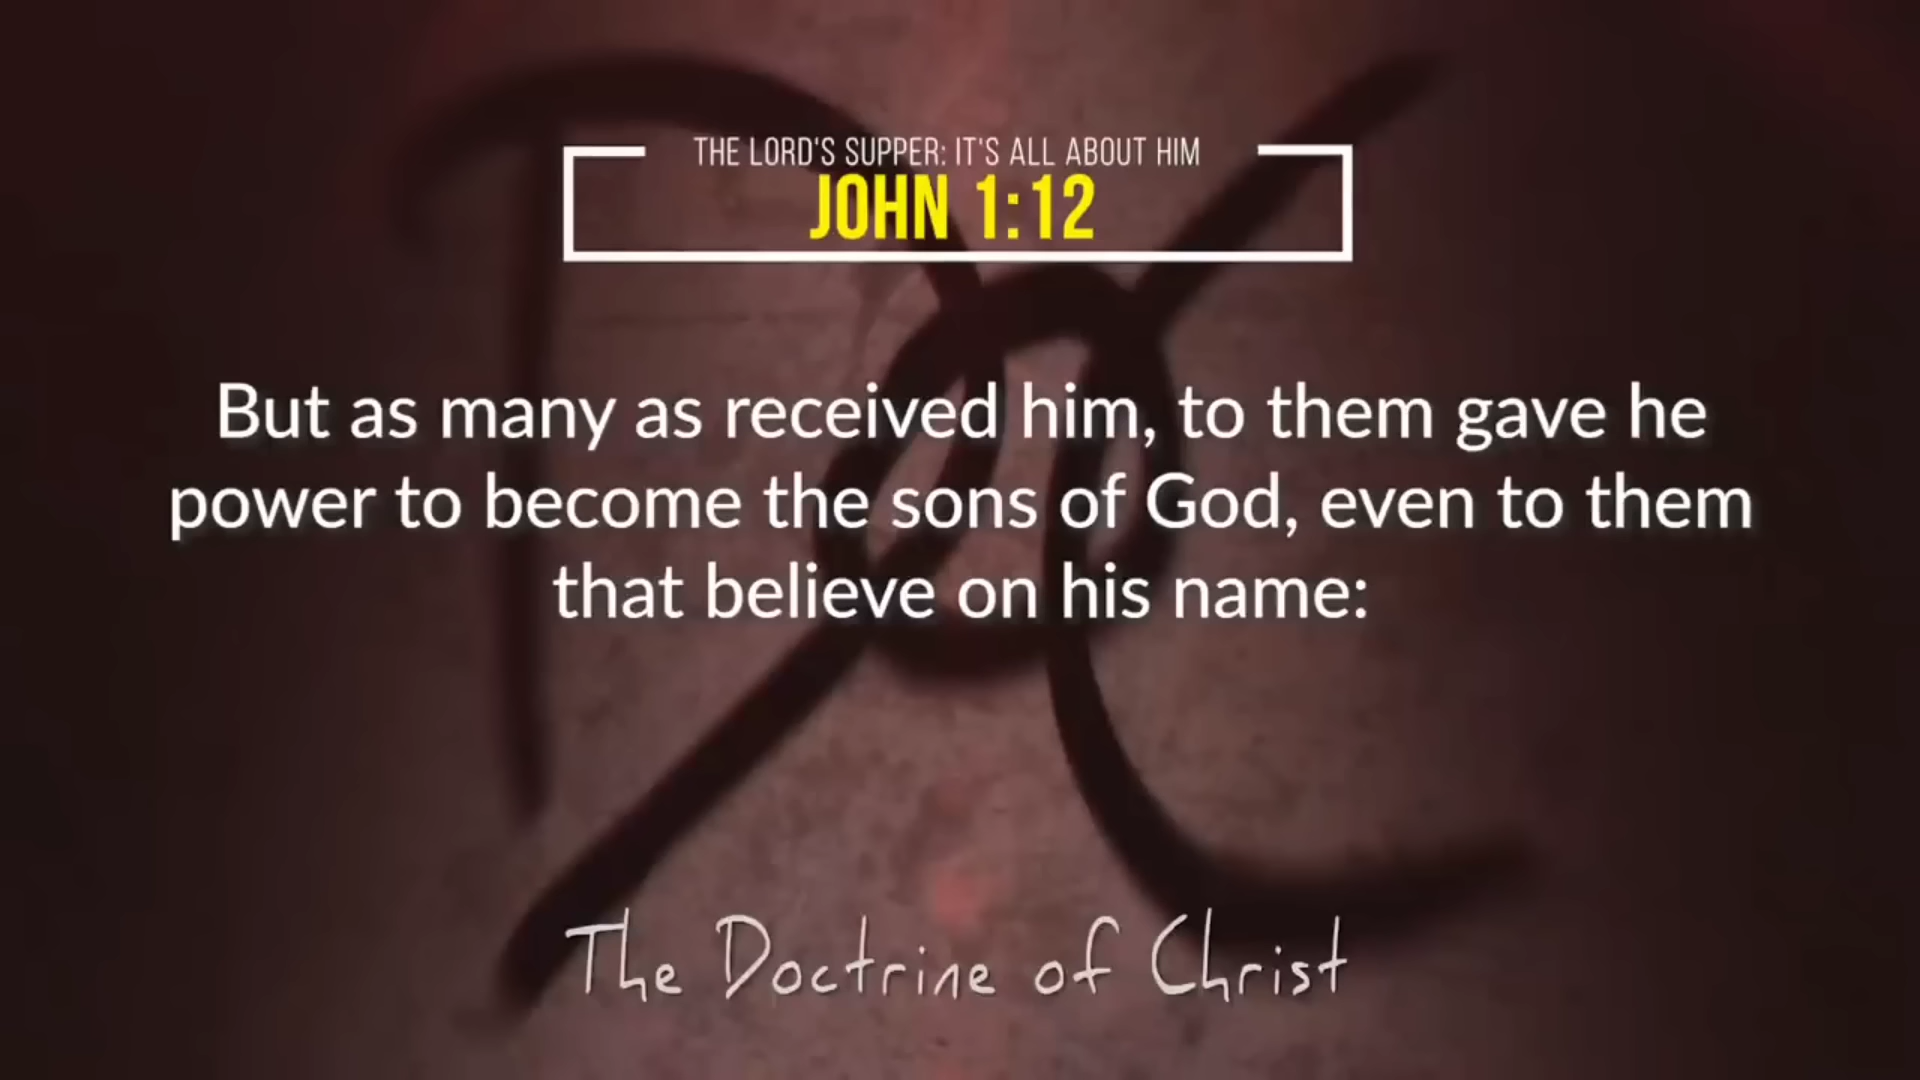 THE LORD'S SUPPER: IT'S ALL ABOUT HIM
JOHN 1:12
But as many as received him, to them gave he
power to become the sons of God, even to them
that believe on his name:
The Doctrine of Christ